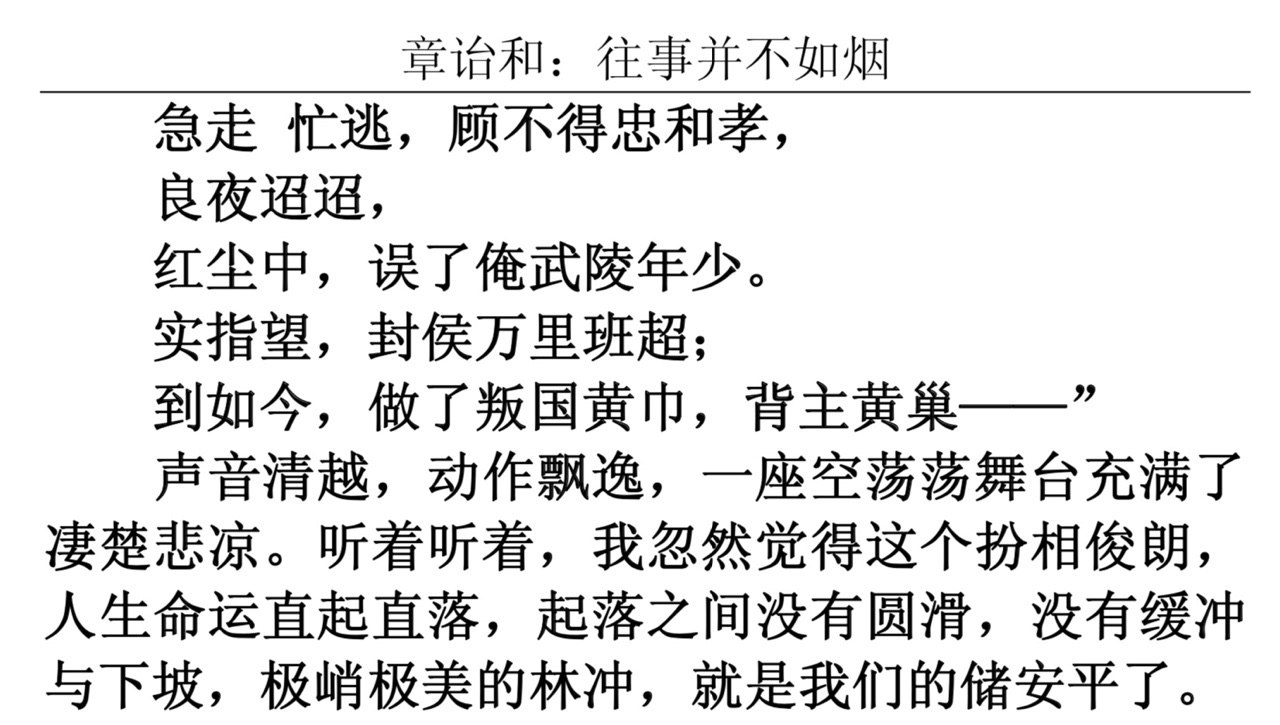 章诒和：往事并不如烟
急走 忙逃，顾不得忠和孝，
良夜迢迢，
红尘中，误了俺武陵年少。
实指望，封侯万里班超；
到如今，做了叛国黄巾，背主黄巢——”
声音清越，动作飘逸，一座空荡荡舞台充满了
凄楚悲凉。听着听着，我忽然觉得这个扮相俊朗，
人生命运直起直落，起落之间没有圆滑，没有缓冲
与下坡，极峭极美的林冲，就是我们的储安平了。